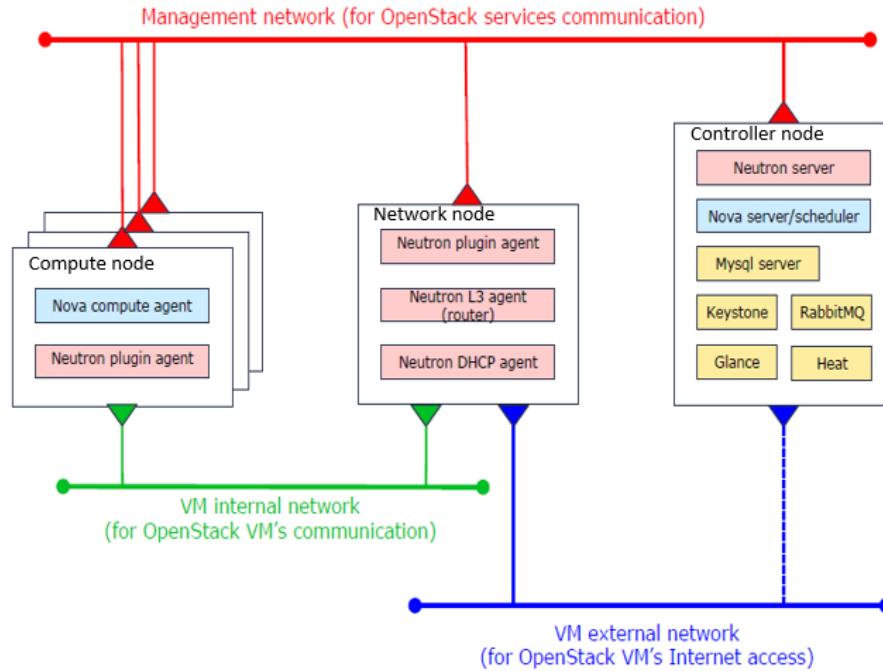 Management network (for OpenStack services communication)
Compute node
Nova compute agent
Neutron plugin agent
Network node
Neutron plugin agent
Neutron L3 agent
(router)
Neutron DHCP agent
Controller node
Neutron server
Nova server/scheduler
Mysql server
Keystone
RabbitMQ
Glance
Heat
VM internal network
(for OpenStack VM's communication)
VM external network
(for OpenStack VM's Internet access)